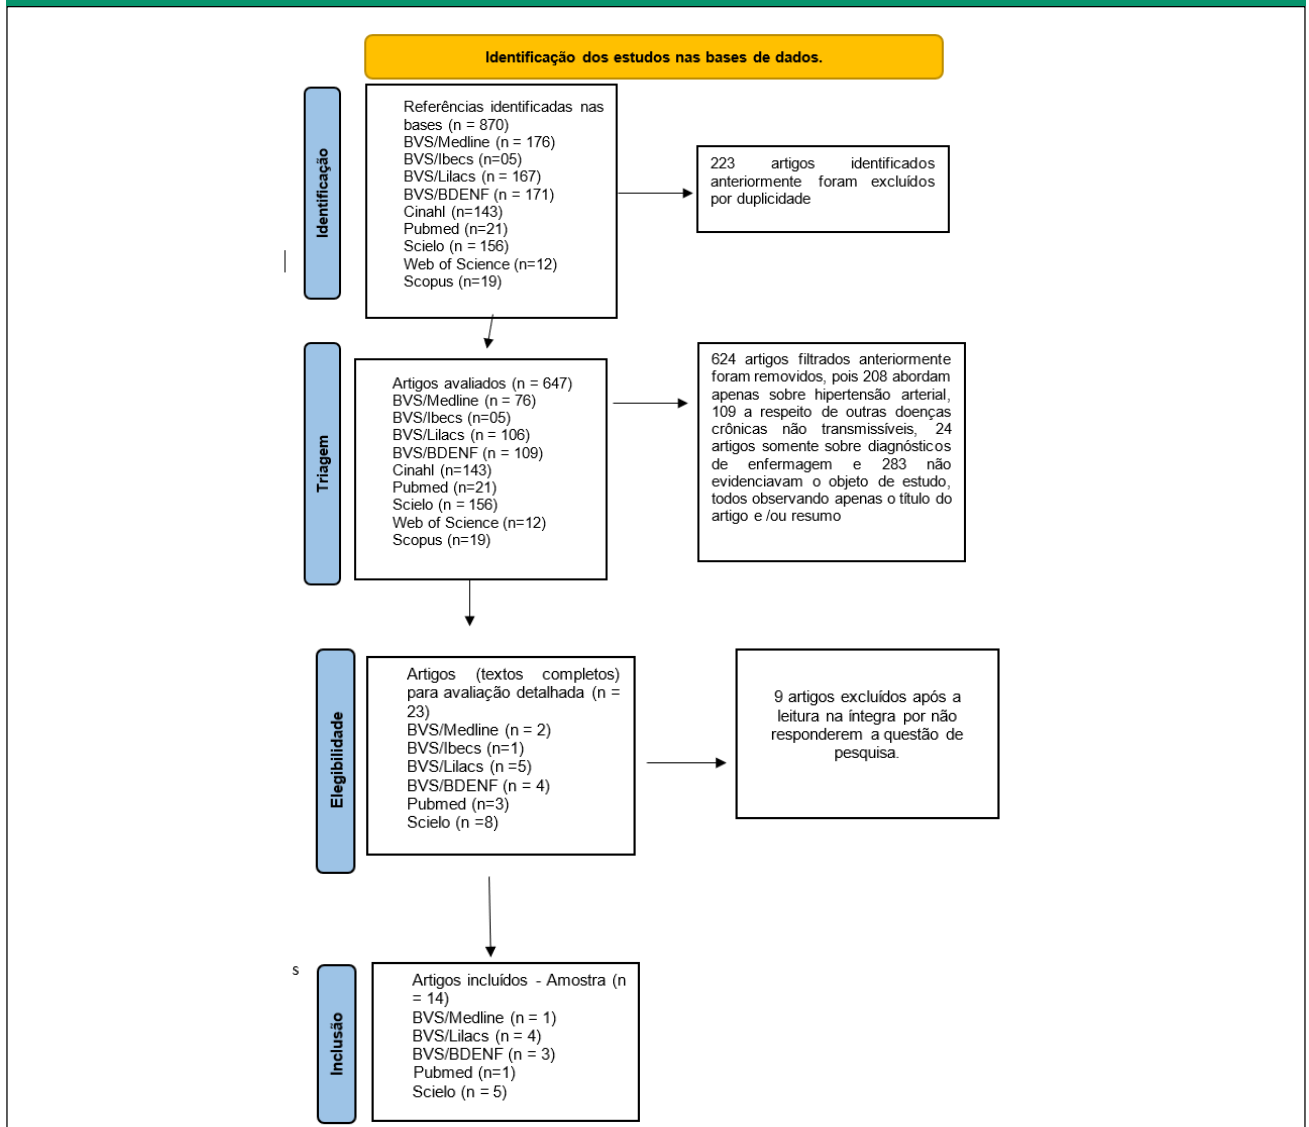 Identificação dos estudos nas bases de dados.
Identificação
Referências identificadas nas
bases (n = 870)
BVS/Medline (n = 176)
BVS/Ibecs (n=05)
BVS/Lilacs (n = 167)
BVS/BDENF (n = 171)
Cinahl (n=143)
Pubmed (n=21)
Scielo (n = 156)
Web of Science (n=12)
Scopus (n=19)
223 artigos identificados
anteriormente foram excluídos
por duplicidade
Triagem
Artigos avaliados (n = 647)
BVS/Medline (n = 76)
BVS/Ibecs (n=05)
BVS/Lilacs (n = 106)
BVS/BDENF (n = 109)
Cinahl (n=143)
Pubmed (n=21)
Scielo (n = 156)
Web of Science (n=12)
Scopus (n=19)
624 artigos filtrados anteriormente
foram removidos, pois 208 abordam
apenas sobre hipertensão arterial,
109 a respeito de outras doenças
crônicas não transmissíveis, 24
artigos somente sobre diagnósticos
de enfermagem e 283 não
evidenciavam o objeto de estudo,
todos observando apenas o título do
artigo e /ou resumo
Elegibilidade
Artigos (textos completos)
para avaliação detalhada (n =
23)
BVS/Medline (n = 2)
BVS/Ibecs (n=1)
BVS/Lilacs (n =5)
BVS/BDENF (n = 4)
Pubmed (n=3)
Scielo (n =8)
9 artigos excluídos após a
leitura na íntegra por não
responderem a questão de
pesquisa.
s
Inclusão
Artigos incluídos - Amostra (n
= 14)
BVS/Medline (n = 1)
BVS/Lilacs (n = 4)
BVS/BDENF (n = 3)
Pubmed (n=1)
Scielo (n = 5)